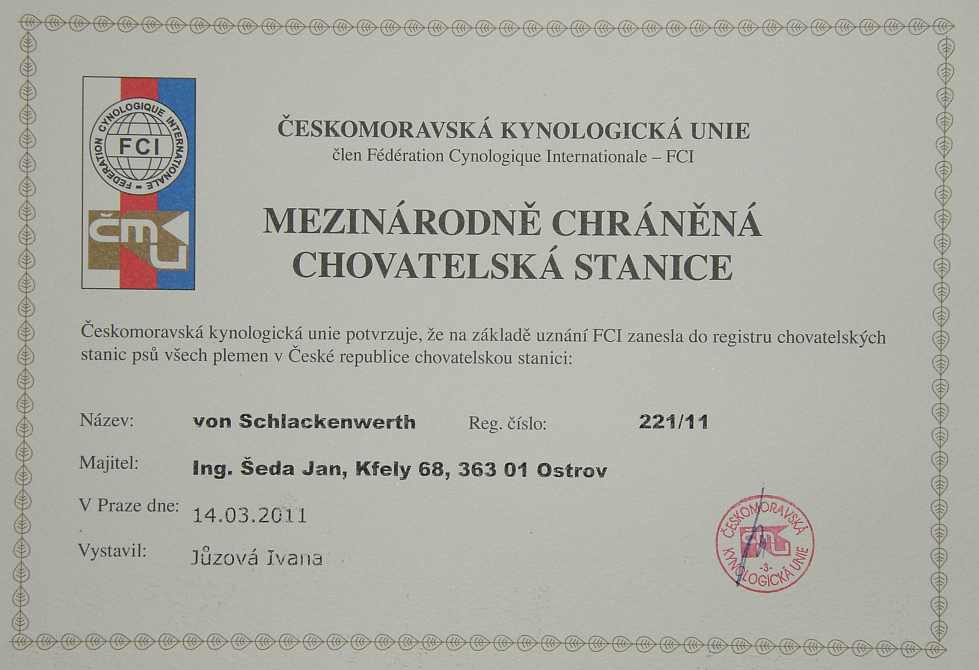 FEDERATION CYNOLOGIQUE INTERNATIONALE
FCI
ČMKU
ČESKOMORAVSKÁ KYNOLOGICKÁ UNIE
člen Fédération Cynologique Internationale – FCI
MEZINÁRODNĚ CHRÁNĚNÁ
CHOVATELSKÁ STANICE
Českomoravská kynologická unie potvrzuje, že na základě uznání FCI zanesla do registru chovatelských
stanic psů všech plemen v České republice chovatelskou stanici:
Název: von Schlackenwerth Reg. číslo: 221/11
Majitel: Ing. Šeda Jan, Kfely 68, 363 01 Ostrov
V Praze dne: 14.03.2011
Vystavil: Jůzová Ivana
ČESKOMORAVSKÁ
KYNOLOGICKÁ UNIE
-3-